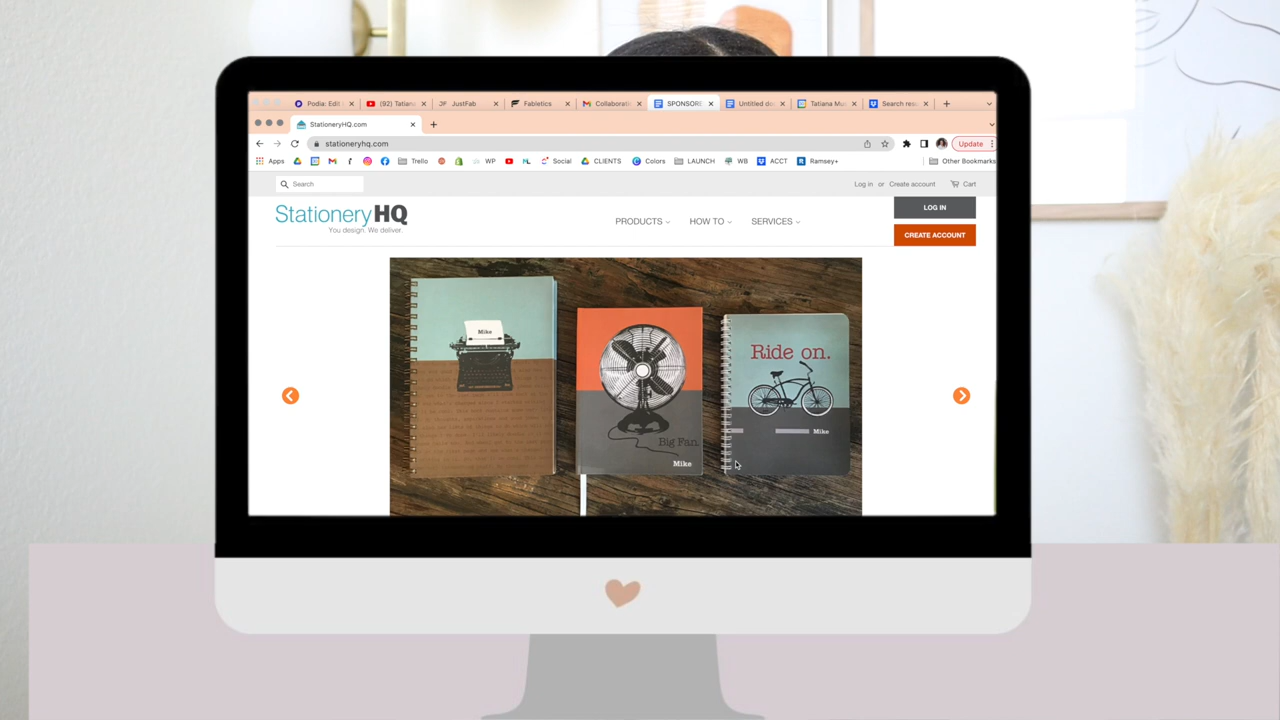 Podia: Edit
(92) Tatian
JF JustFab
Fabletics
Collaborati
SPONSORE
Untitled do
Tatiana Mu
Search resu
StationeryHQ.com
stationeryhq.com
Update
Apps
Trello
WP
Social
CLIENTS
Colors
LAUNCH
WB
ACCT
Ramsey+
Other Bookmarks
Search
Log in or Create account
Cart
StationeryHQ
You design. We deliver.
PRODUCTS
HOW TO
SERVICES
LOG IN
CREATE ACCOUNT
Mike
Big Fan.
Mike
Ride on.
Mike